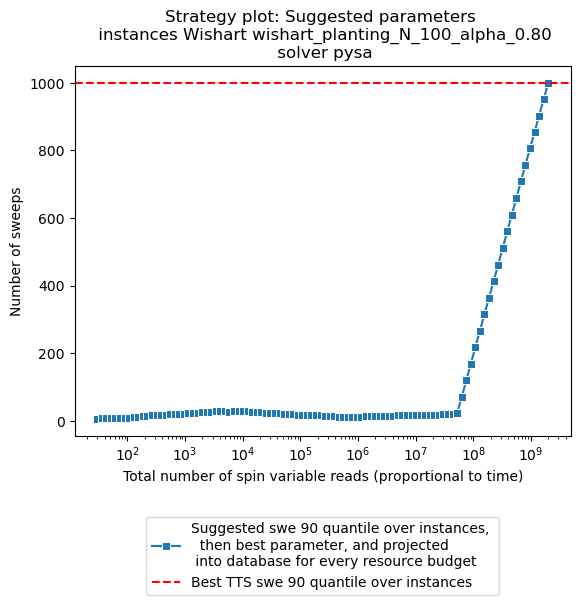 Strategy plot: Suggested parameters
instances Wishart wishart_planting_N_100_alpha_0.80
solver pysa
1000
800
600
400
200
0
Number of sweeps
10²
10³
10⁴
10⁵
10⁶
10⁷
10⁸
10⁹
Total number of spin variable reads (proportional to time)
Suggested swe 90 quantile over instances,
then best parameter, and projected
into database for every resource budget
Best TTS swe 90 quantile over instances